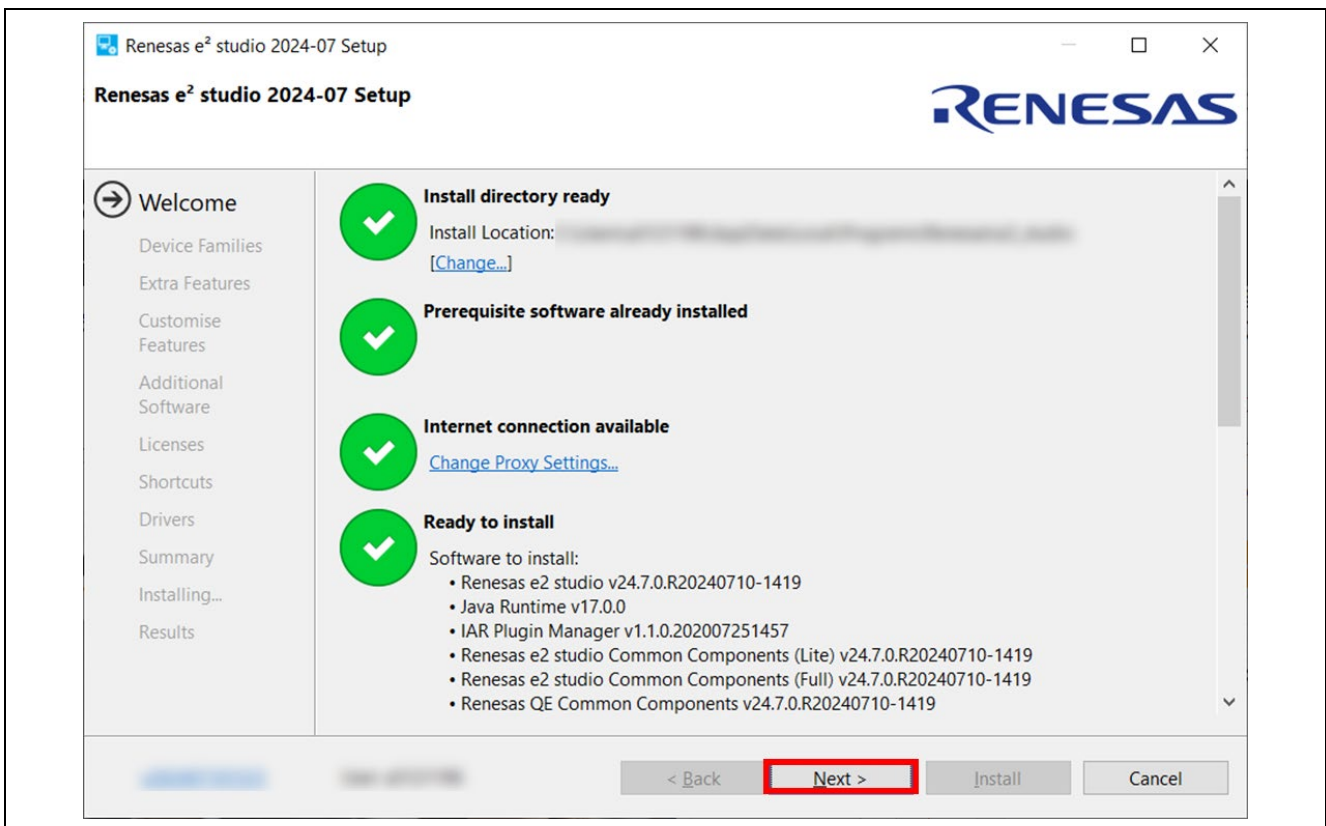 Renesas e² studio 2024-07 Setup
Renesas e² studio 2024-07 Setup
RENESAS
Welcome
Device Families
Extra Features
Customise
Features
Additional
Software
Licenses
Shortcuts
Drivers
Summary
Installing...
Results
Install directory ready
Install Location:
[Change...]
Prerequisite software already installed
Internet connection available
Change Proxy Settings...
Ready to install
Software to install:
• Renesas e2 studio v24.7.0.R20240710-1419
• Java Runtime v17.0.0
• IAR Plugin Manager v1.1.0.202007251457
• Renesas e2 studio Common Components (Lite) v24.7.0.R20240710-1419
• Renesas e2 studio Common Components (Full) v24.7.0.R20240710-1419
• Renesas QE Common Components v24.7.0.R20240710-1419
< Back Next > Install Cancel